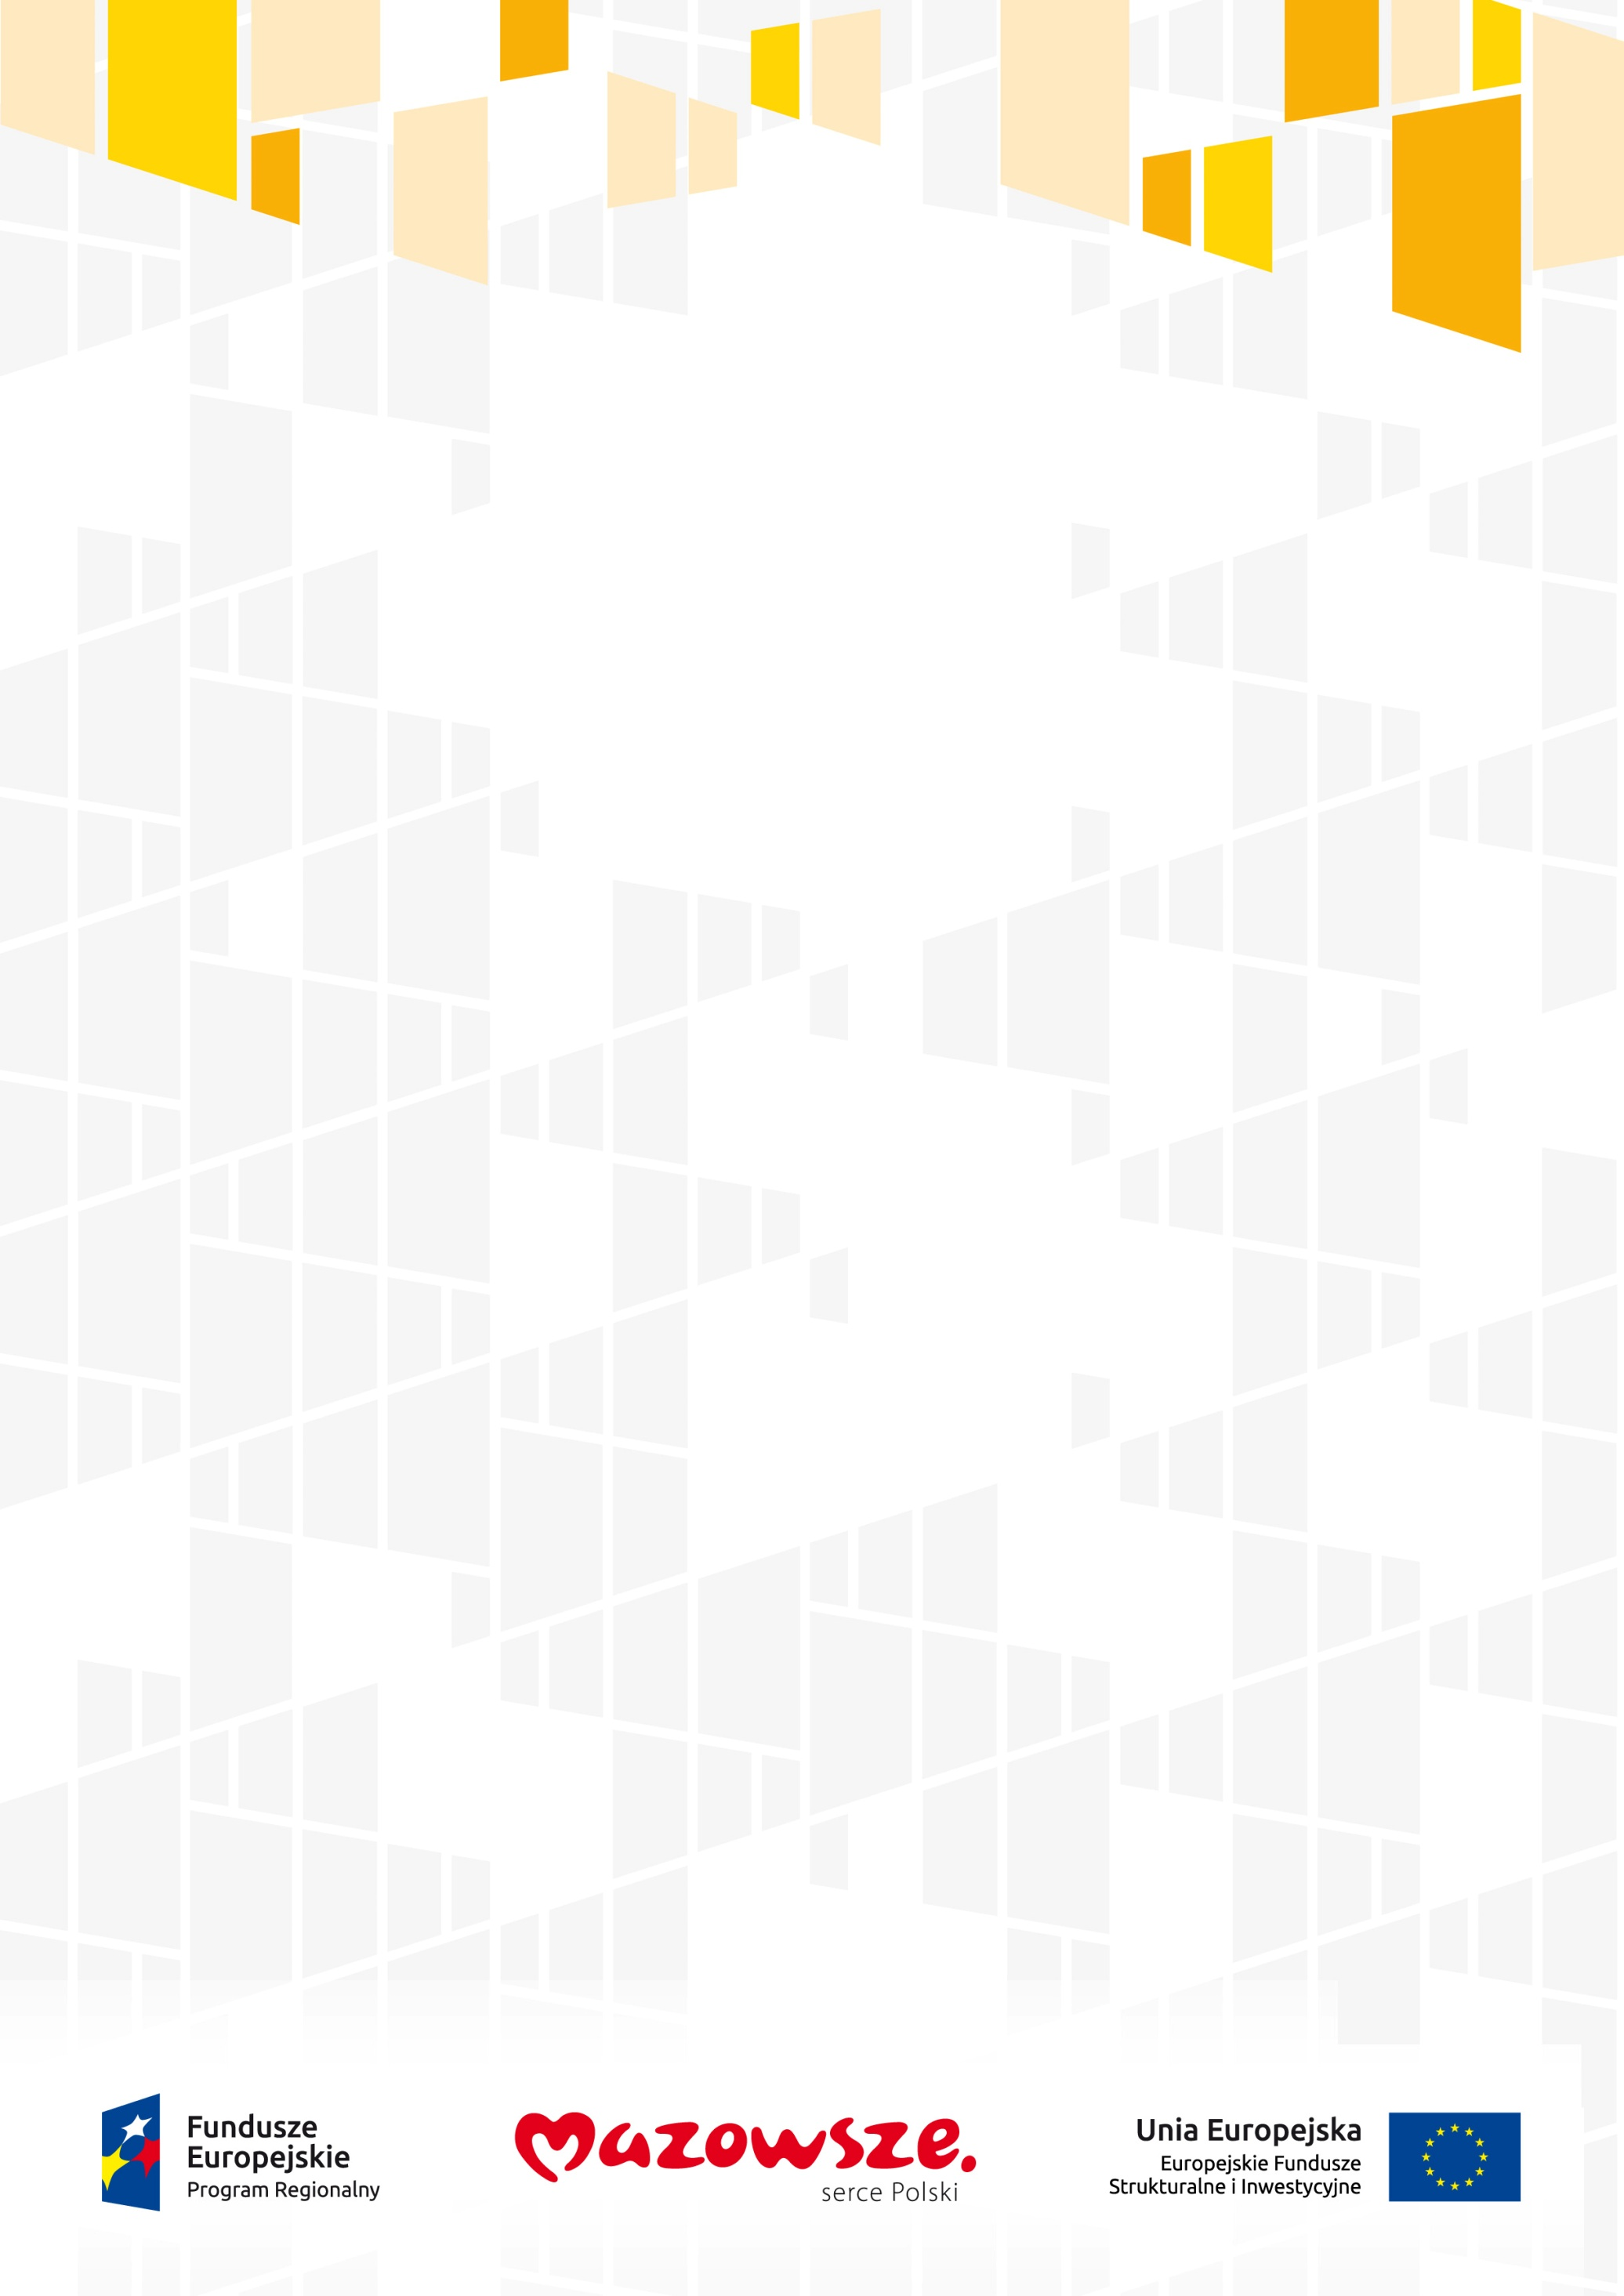 Fundusze
Europejskie
Program Regionalny
mazowsze.
serce Polski
Unia Europejska
Europejskie Fundusze
Strukturalne i Inwestycyjne